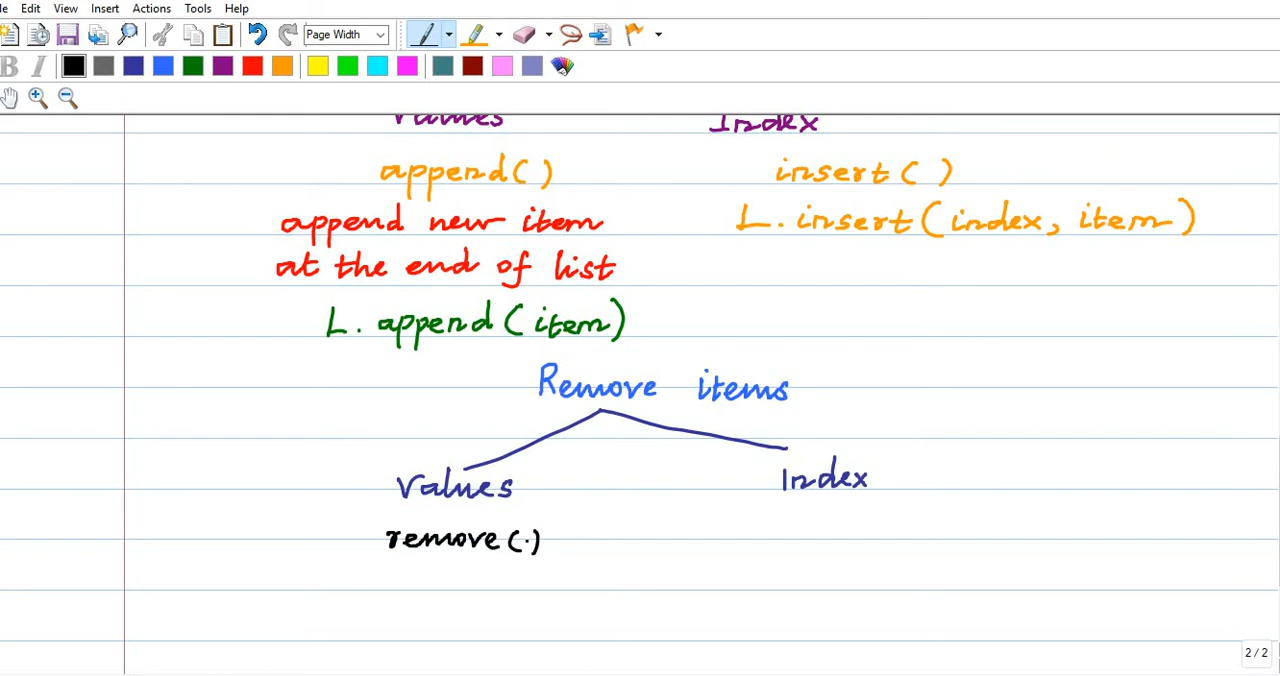 Edit View Insert Actions Tools Help
Page Width
B I
Values Index
append( ) insert( )
append new item L. insert(index, item)
at the end of list
L. append(item)
Remove items
Values Index
remove(.)
2 / 2